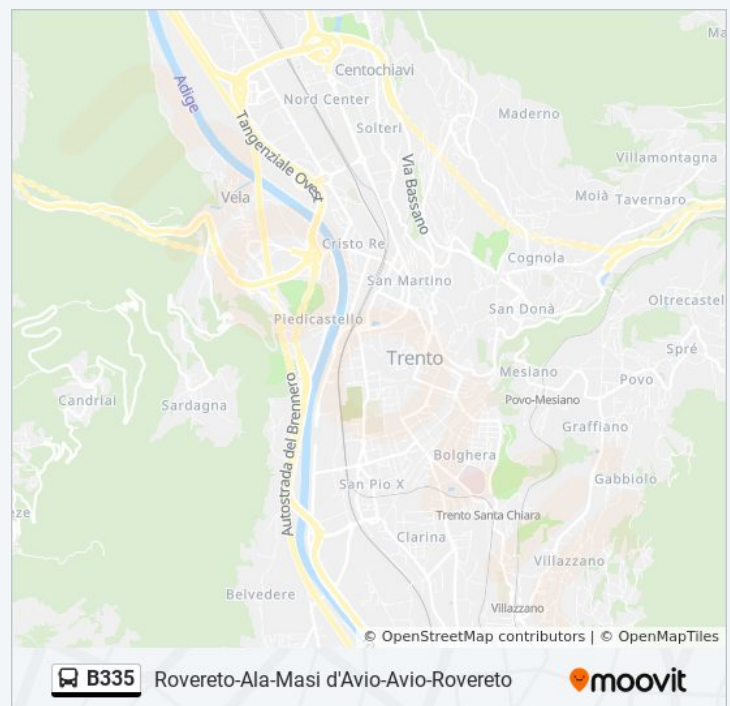 Ma
Centochiavi
Adige
Nord Center
Maderno
Solteri
Tangenziale Ovest
Via Bassano
Villamontagna
Vela
Moià Tavernaro
Cristo Re
Cognola
San Martino
Oltrecastel
San Donà
Piedicastello
Trento
Spré
Mesiano
Povo
Candriai
Sardagna
Povo-Mesiano
Autostrada del Brennero
Graffiano
Bolghera
Gabbiolo
San Pio X
eze
Trento Santa Chiara
Clarina
Villazzano
Belvedere
Villazzano
© OpenStreetMap contributors | © OpenMapTiles
B335 Rovereto-Ala-Masi d'Avio-Avio-Rovereto moovit